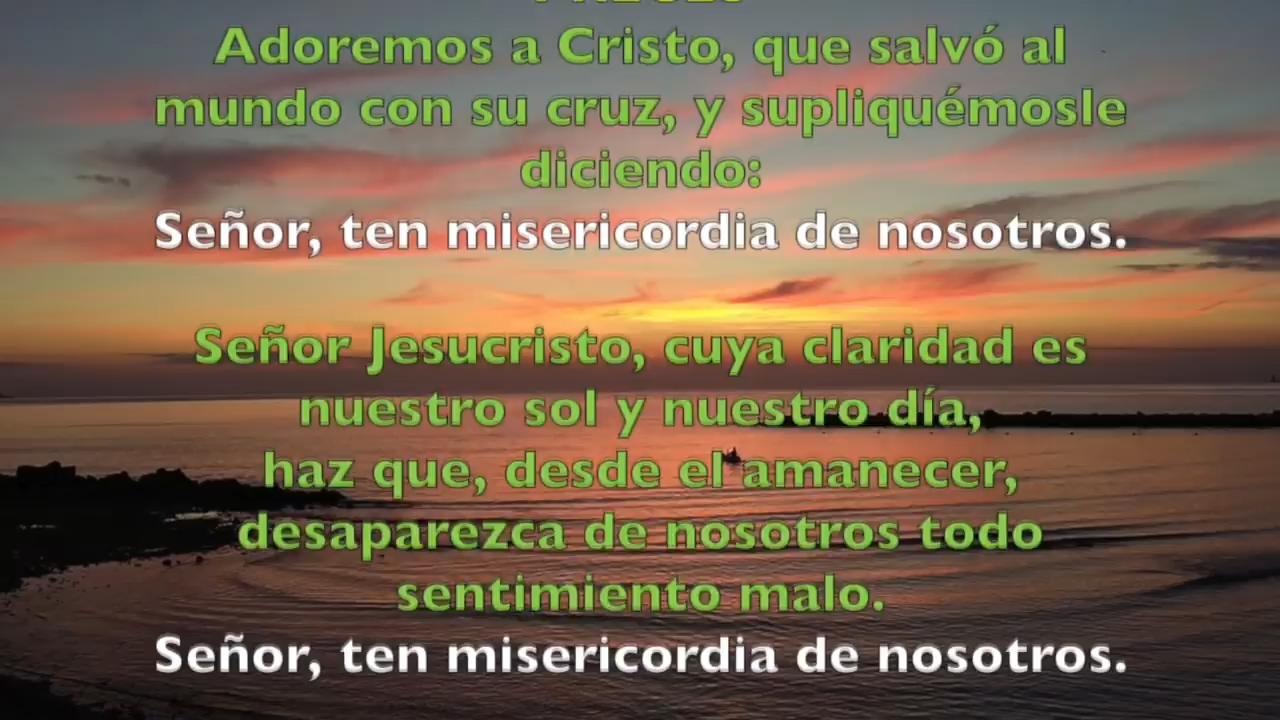 Adoremos a Cristo, que salvó al
mundo con su cruz, y supliquémosle
diciendo:
Señor, ten misericordia de nosotros.
Señor Jesucristo, cuya claridad es
nuestro sol y nuestro día,
haz que, desde el amanecer,
desaparezca de nosotros todo
sentimiento malo.
Señor, ten misericordia de nosotros.